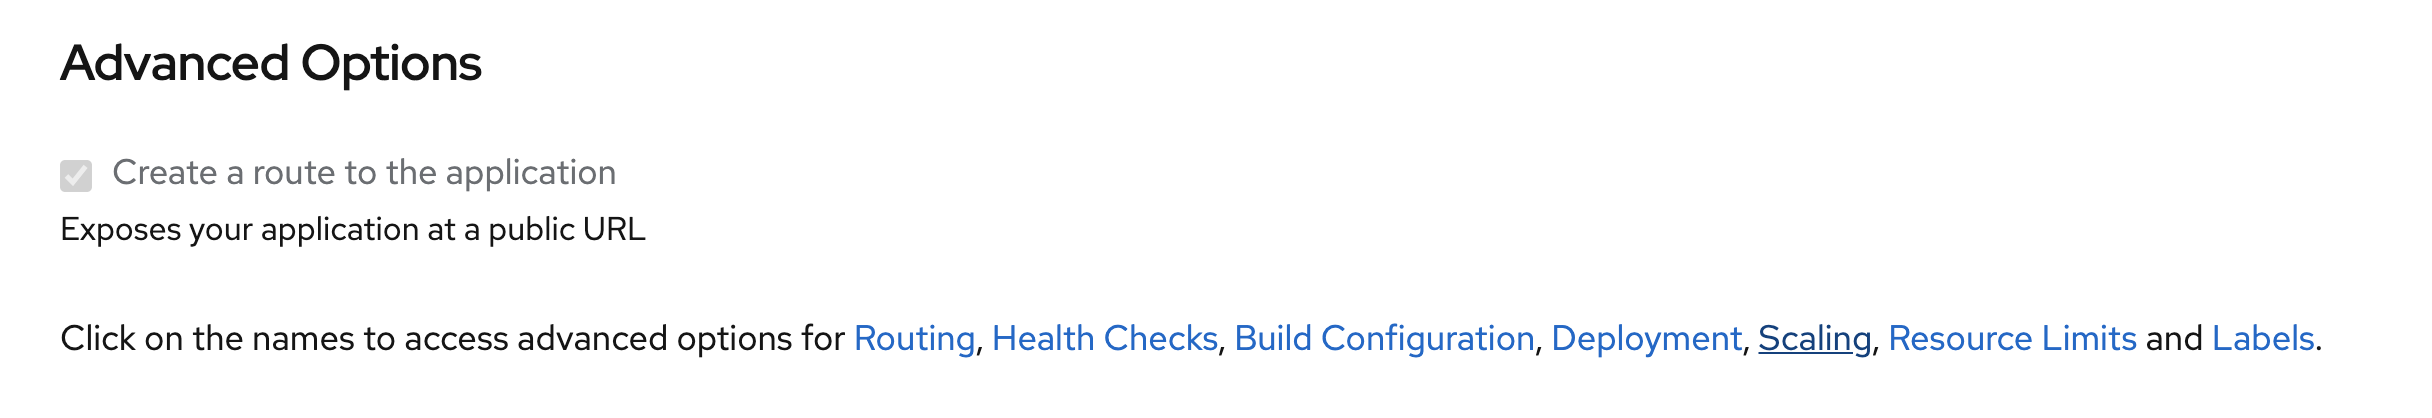 Advanced Options
Create a route to the application
Exposes your application at a public URL
Click on the names to access advanced options for Routing, Health Checks, Build Configuration, Deployment, Scaling, Resource Limits and Labels.